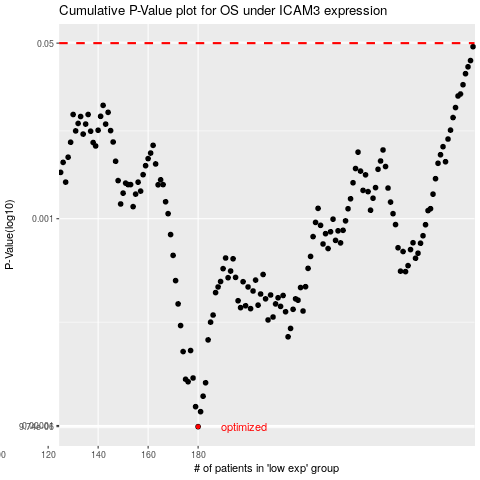 Cumulative P-Value plot for OS under ICAM3 expression
0.05
P-Value(log10)
0.001
optimized
120
140
160
180
# of patients in 'low exp' group